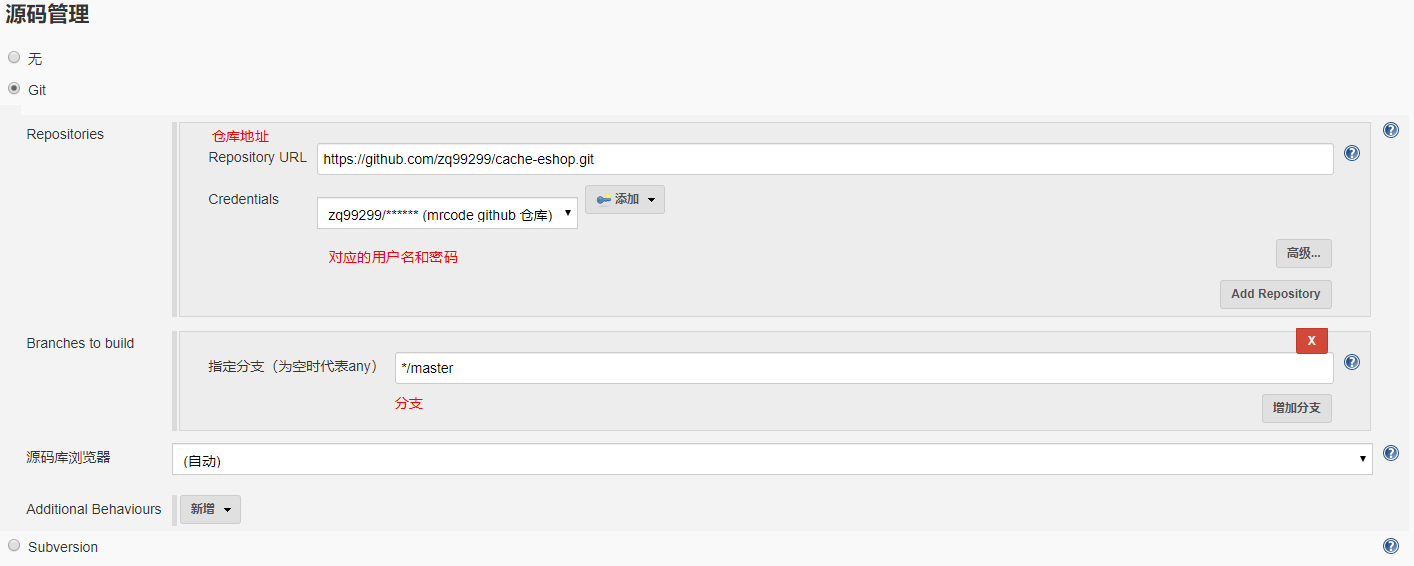 源码管理
无
Git
Repositories
仓库地址
Repository URL
https://github.com/zq99299/cache-eshop.git
Credentials
zq99299/****** (mrcode github 仓库)
添加
对应的用户名和密码
高级...
Add Repository
Branches to build
X
指定分支（为空时代表any）
*/master
分支
增加分支
源码库浏览器
(自动)
Additional Behaviours
新增
Subversion